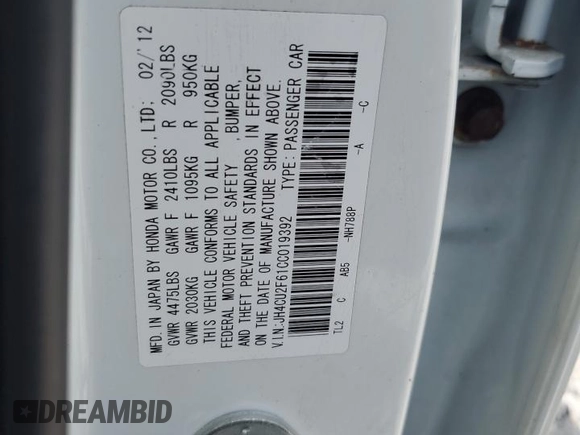 MFD. IN JAPAN BY HONDA MOTOR CO., LTD: 02/'12
GVWR 4475LBS GAWR F 2410LBS R 2090LBS
GVWR 2030KG GAWR F 1095KG R 950KG
THIS VEHICLE CONFORMS TO ALL APPLICABLE
FEDERAL MOTOR VEHICLE SAFETY , BUMPER,
AND THEFT PREVENTION STANDARDS IN EFFECT
ON THE DATE OF MANUFACTURE SHOWN ABOVE.
V.I.N.:JH4CU2F61CC019392 TYPE: PASSENGER CAR
TL2 C AB5 -NH788P -A -C
DREAMBID